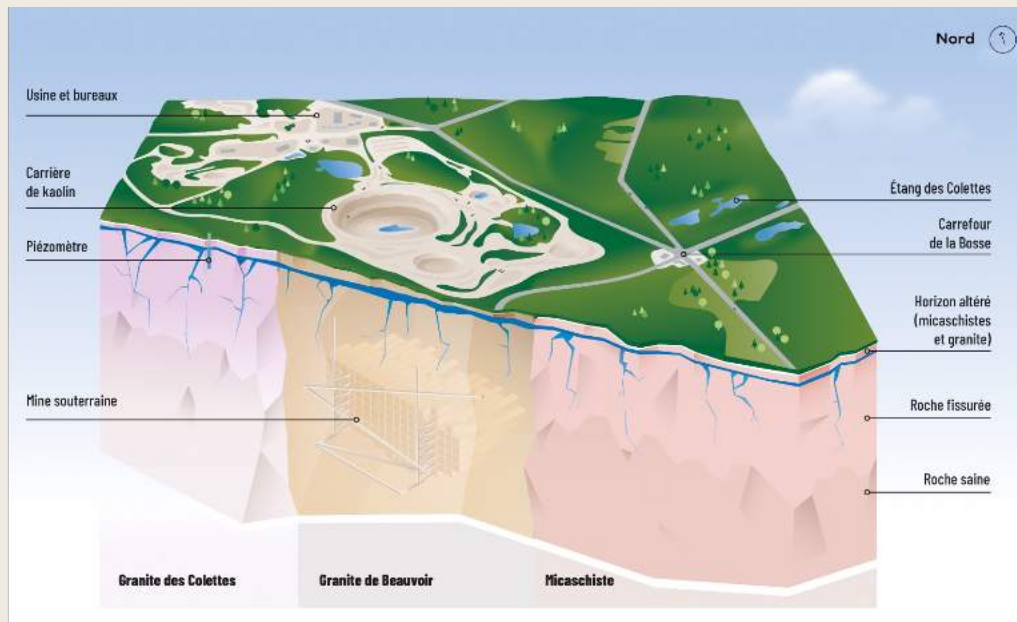 Nord
Usine et bureaux
Carrière
de kaolin
Piézomètre
Mine souterraine
Étang des Colettes
Carrefour
de la Bosse
Horizon altéré
(micaschistes
et granite)
Roche fissurée
Roche saine
Granite des Colettes
Granite de Beauvoir
Micaschiste